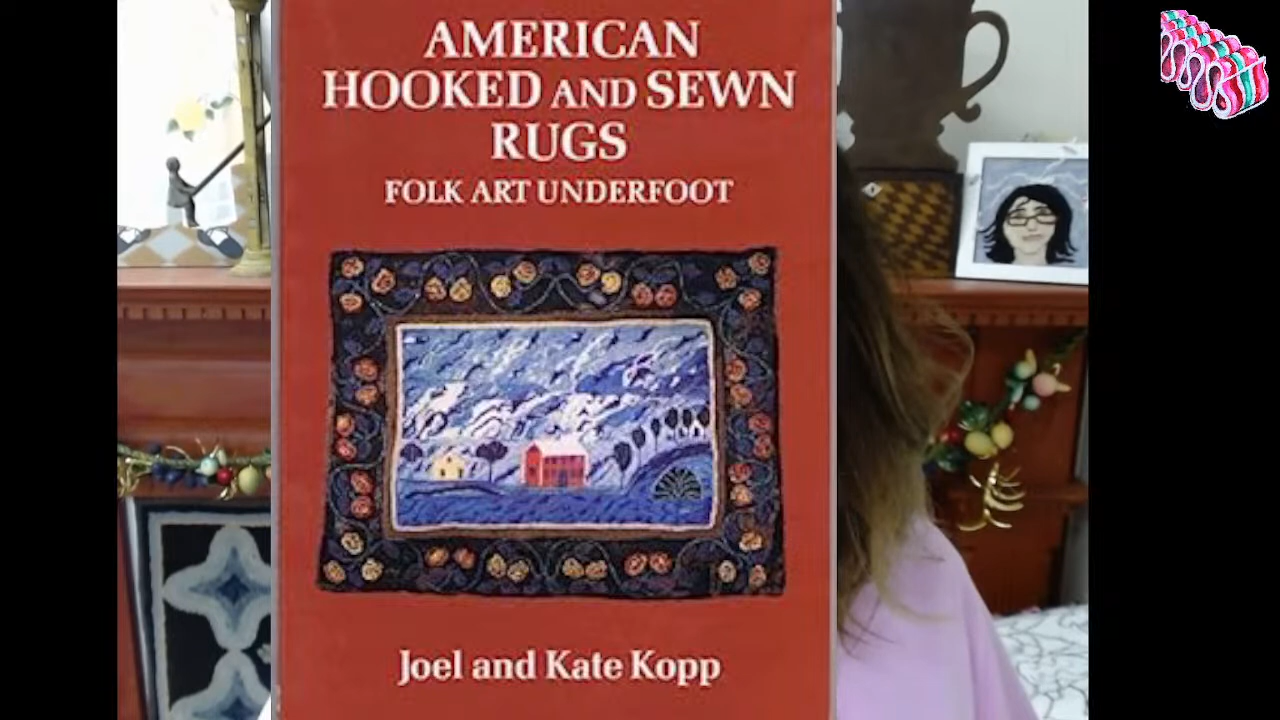 AMERICAN
HOOKED AND SEWN
RUGS
FOLK ART UNDERFOOT
Joel and Kate Kopp